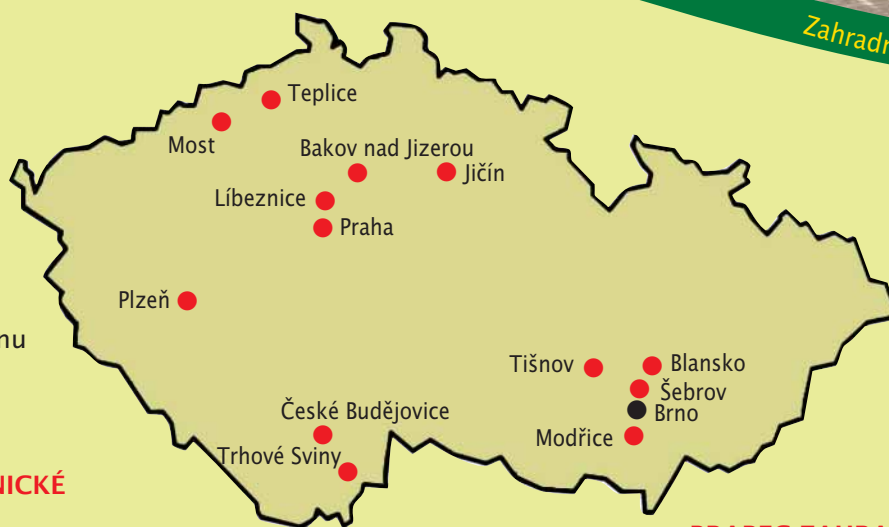 Zahradn
Teplice
Most
Bakov nad Jizerou
Jičín
Líbeznice
Praha
Plzeň
nu
Tišnov
Blansko
Šebrov
Brno
České Budějovice
Modřice
Trhové Sviny
NICKÉ